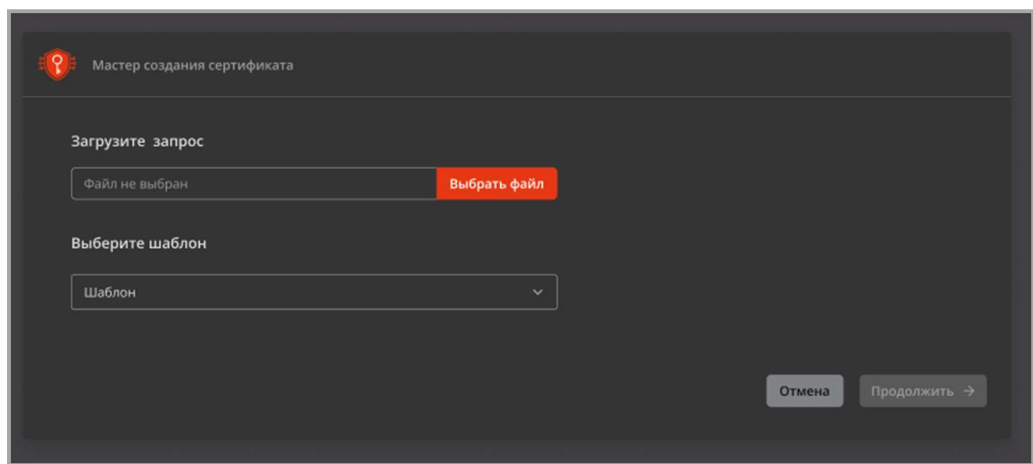 Мастер создания сертификата
Загрузите запрос
Файл не выбран
Выбрать файл
Выберите шаблон
Шаблон
Отмена
Продолжить →